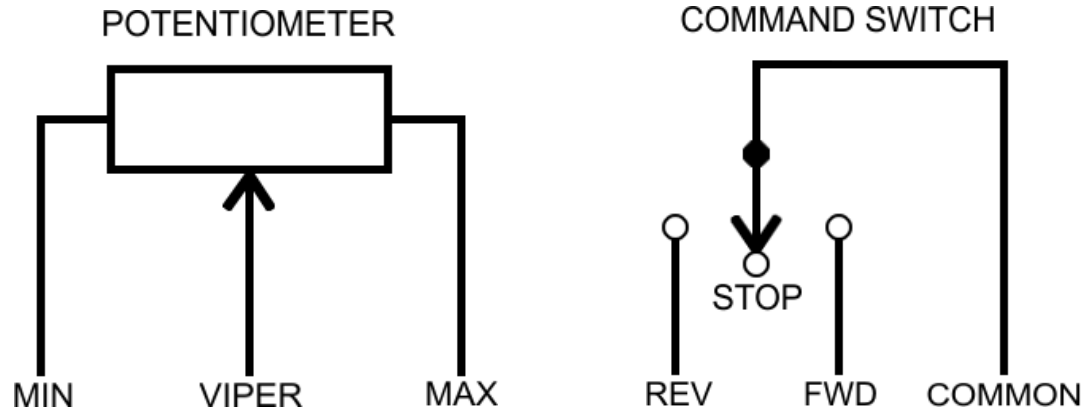 POTENTIOMETER
COMMAND SWITCH
STOP
MIN VIPER MAX
REV FWD COMMON